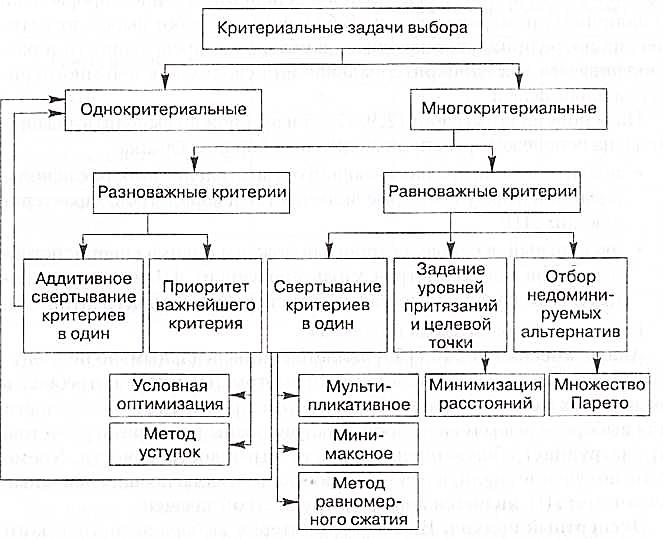 Критериальные задачи выбора
Однокритериальные
Многокритериальные
Разноважные критерии
Равноважные критерии
Аддитивное
свертывание
критериев
в один
Приоритет
важнейшего
критерия
Свертывание
критериев
в один
Задание
уровней
притязаний
и целевой
точки
Отбор
недомини-
руемых
альтернатив
Условная
оптимизация
Метод
уступок
Мульти-
пликативное
Мини-
максное
Метод
равномер-
ного сжатия
Минимизация
расстояний
Множество
Парето